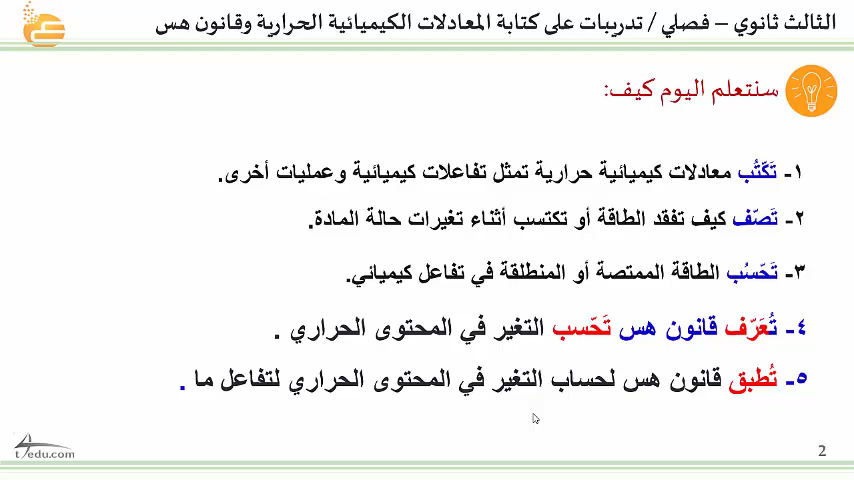 الثالث ثانوي – فصلي / تدريبات على كتابة المعادلات الكيميائية الحرارية وقانون هس
سنتعلم اليوم كيف:
١- تَكّتُب معادلات كيميائية حرارية تمثل تفاعلات كيميائية وعمليات أخرى.
٢- تَصّف كيف تفقد الطاقة أو تكتسب أثناء تغيرات حالة المادة.
٣- تَحّسُب الطاقة الممتصة أو المنطلقة في تفاعل كيميائي.
٤- تُعَرّف قانون هس تَحّسب التغير في المحتوى الحراري .
٥- تُطبق قانون هس لحساب التغير في المحتوى الحراري لتفاعل ما .
t4edu.com
2